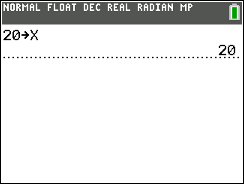 NORMAL FLOAT DEC REAL RADIAN MP
20→X
20